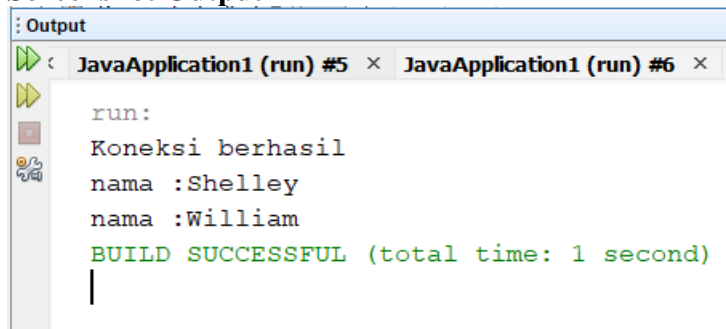 Output
JavaApplication1 (run) #5 × JavaApplication1 (run) #6 ×
run:
Koneksi berhasil
nama :Shelley
nama :William
BUILD SUCCESSFUL (total time: 1 second)